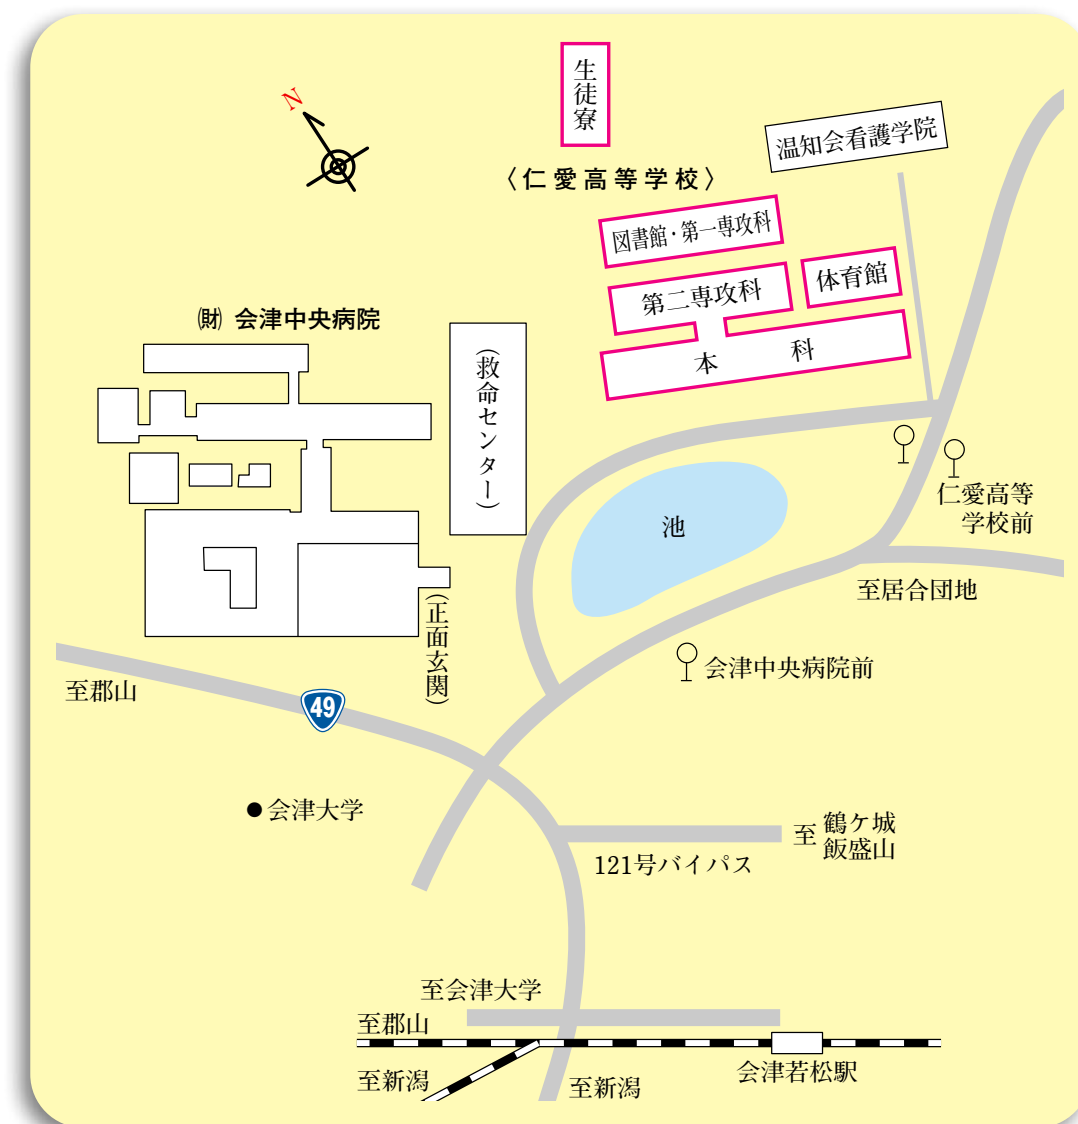 生徒寮
N
温知会看護学院
〈仁愛高等学校〉
図書館・第一専攻科
第二専攻科
体育館
本科
㈶ 会津中央病院
(救命センター)
仁愛高等
学校前
池
至居合団地
(正面玄関)
会津中央病院前
至郡山
49
会津大学
至 鶴ケ城
飯盛山
121号バイパス
至会津大学
至郡山
会津若松駅
至新潟
至新潟